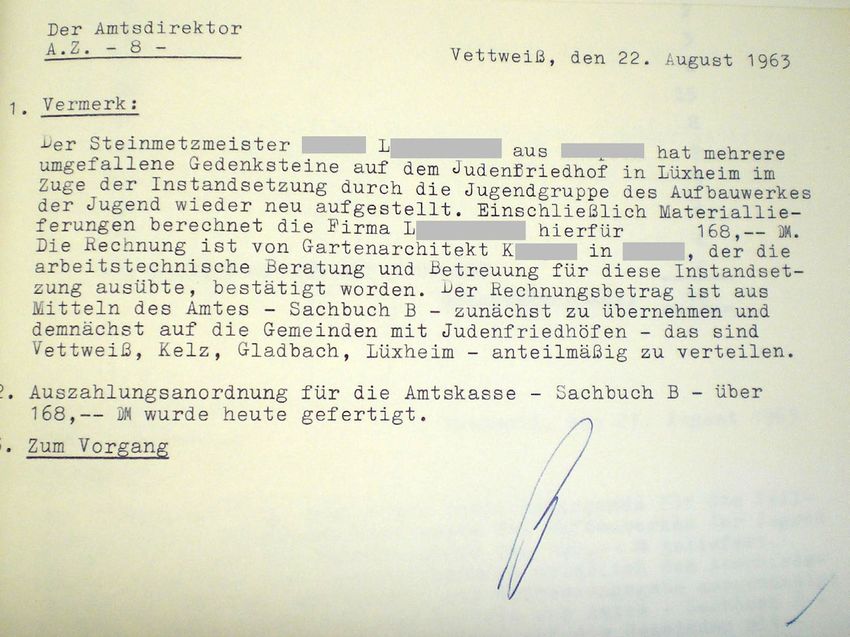 Der Amtsdirektor
A.Z. - 8 -
Vettweiß, den 22. August 1963
1. Vermerk:
Der Steinmetzmeister L aus hat mehrere
umgefallene Gedenksteine auf dem Judenfriedhof in Lüxheim im
Zuge der Instandsetzung durch die Jugendgruppe des Aufbauwerkes
der Jugend wieder neu aufgestellt. Einschließlich Materiallie-
ferungen berechnet die Firma L hierfür 168,-- DM.
Die Rechnung ist von Gartenarchitekt K in , der die
arbeitstechnische Beratung und Betreuung für diese Instandset-
zung ausübte, bestätigt worden. Der Rechnungsbetrag ist aus
Mitteln des Amtes - Sachbuch B - zunächst zu übernehmen und
demnächst auf die Gemeinden mit Judenfriedhöfen - das sind
Vettweiß, Kelz, Gladbach, Lüxheim - anteilmäßig zu verteilen.
2. Auszahlungsanordnung für die Amtskasse - Sachbuch B - über
168,-- DM wurde heute gefertigt.
3. Zum Vorgang